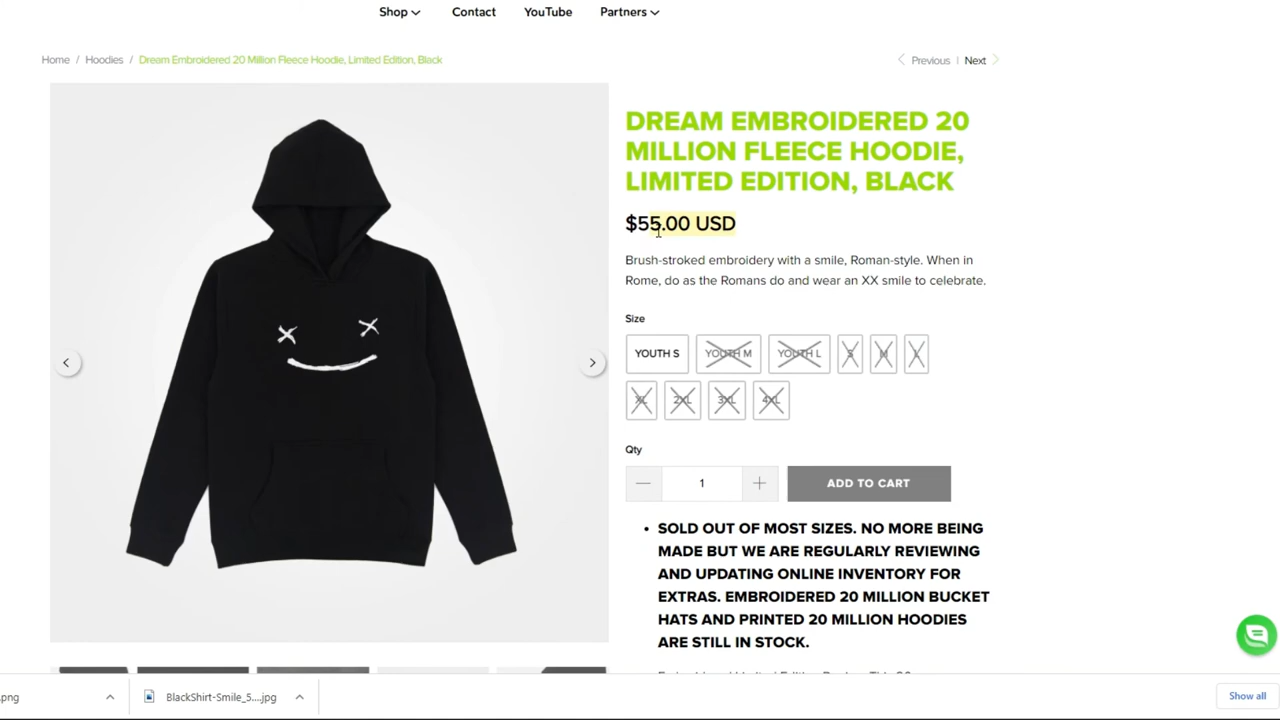 Shop Contact YouTube Partners
Home / Hoodies / Dream Embroidered 20 Million Fleece Hoodie, Limited Edition, Black
Previous | Next
DREAM EMBROIDERED 20
MILLION FLEECE HOODIE,
LIMITED EDITION, BLACK
$55.00 USD
Brush-stroked embroidery with a smile, Roman-style. When in
Rome, do as the Romans do and wear an XX smile to celebrate.
Size
YOUTH S YOUTH M YOUTH L S M L
XL 2XL 3XL 4XL
Qty
1 ADD TO CART
• SOLD OUT OF MOST SIZES. NO MORE BEING
MADE BUT WE ARE REGULARLY REVIEWING
AND UPDATING ONLINE INVENTORY FOR
EXTRAS. EMBROIDERED 20 MILLION BUCKET
HATS AND PRINTED 20 MILLION HOODIES
ARE STILL IN STOCK.
.png BlackShirt-Smile_5....jpg Show all